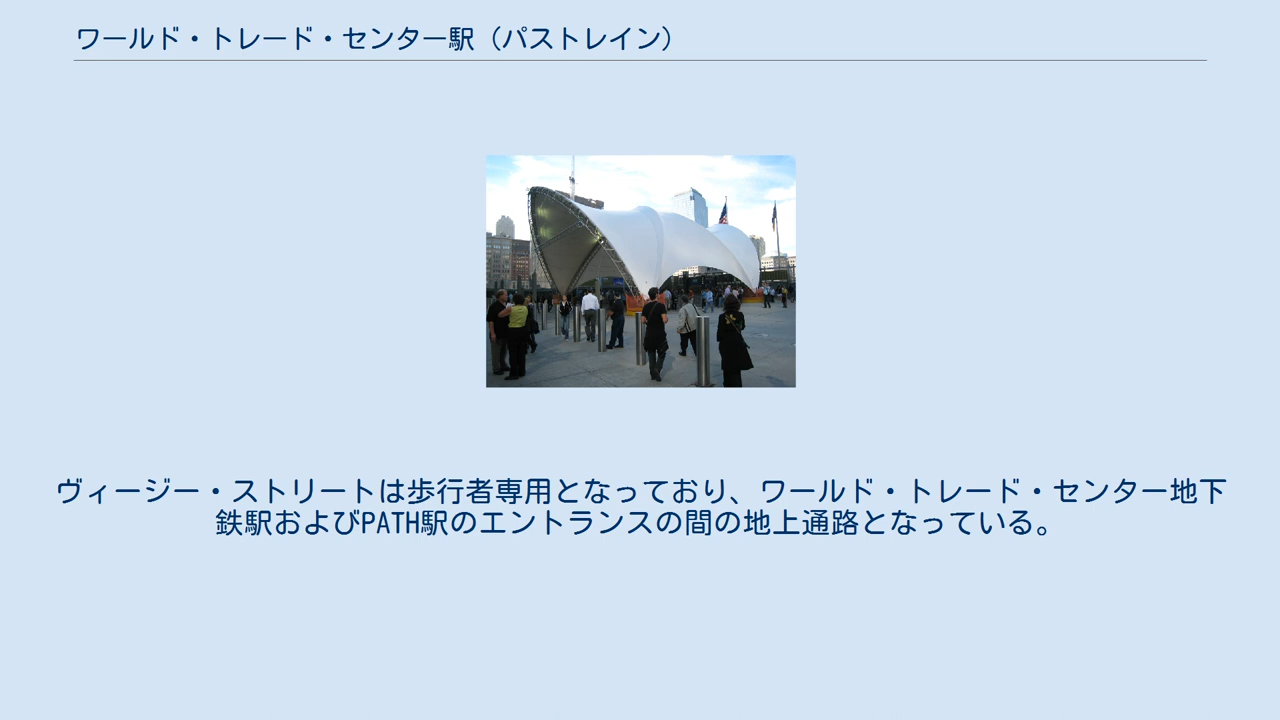 ワールド・トレード・センター駅（パストレイン）
ヴィージー・ストリートは歩行者専用となっており、ワールド・トレード・センター地下
鉄駅およびPATH駅のエントランスの間の地上通路となっている。